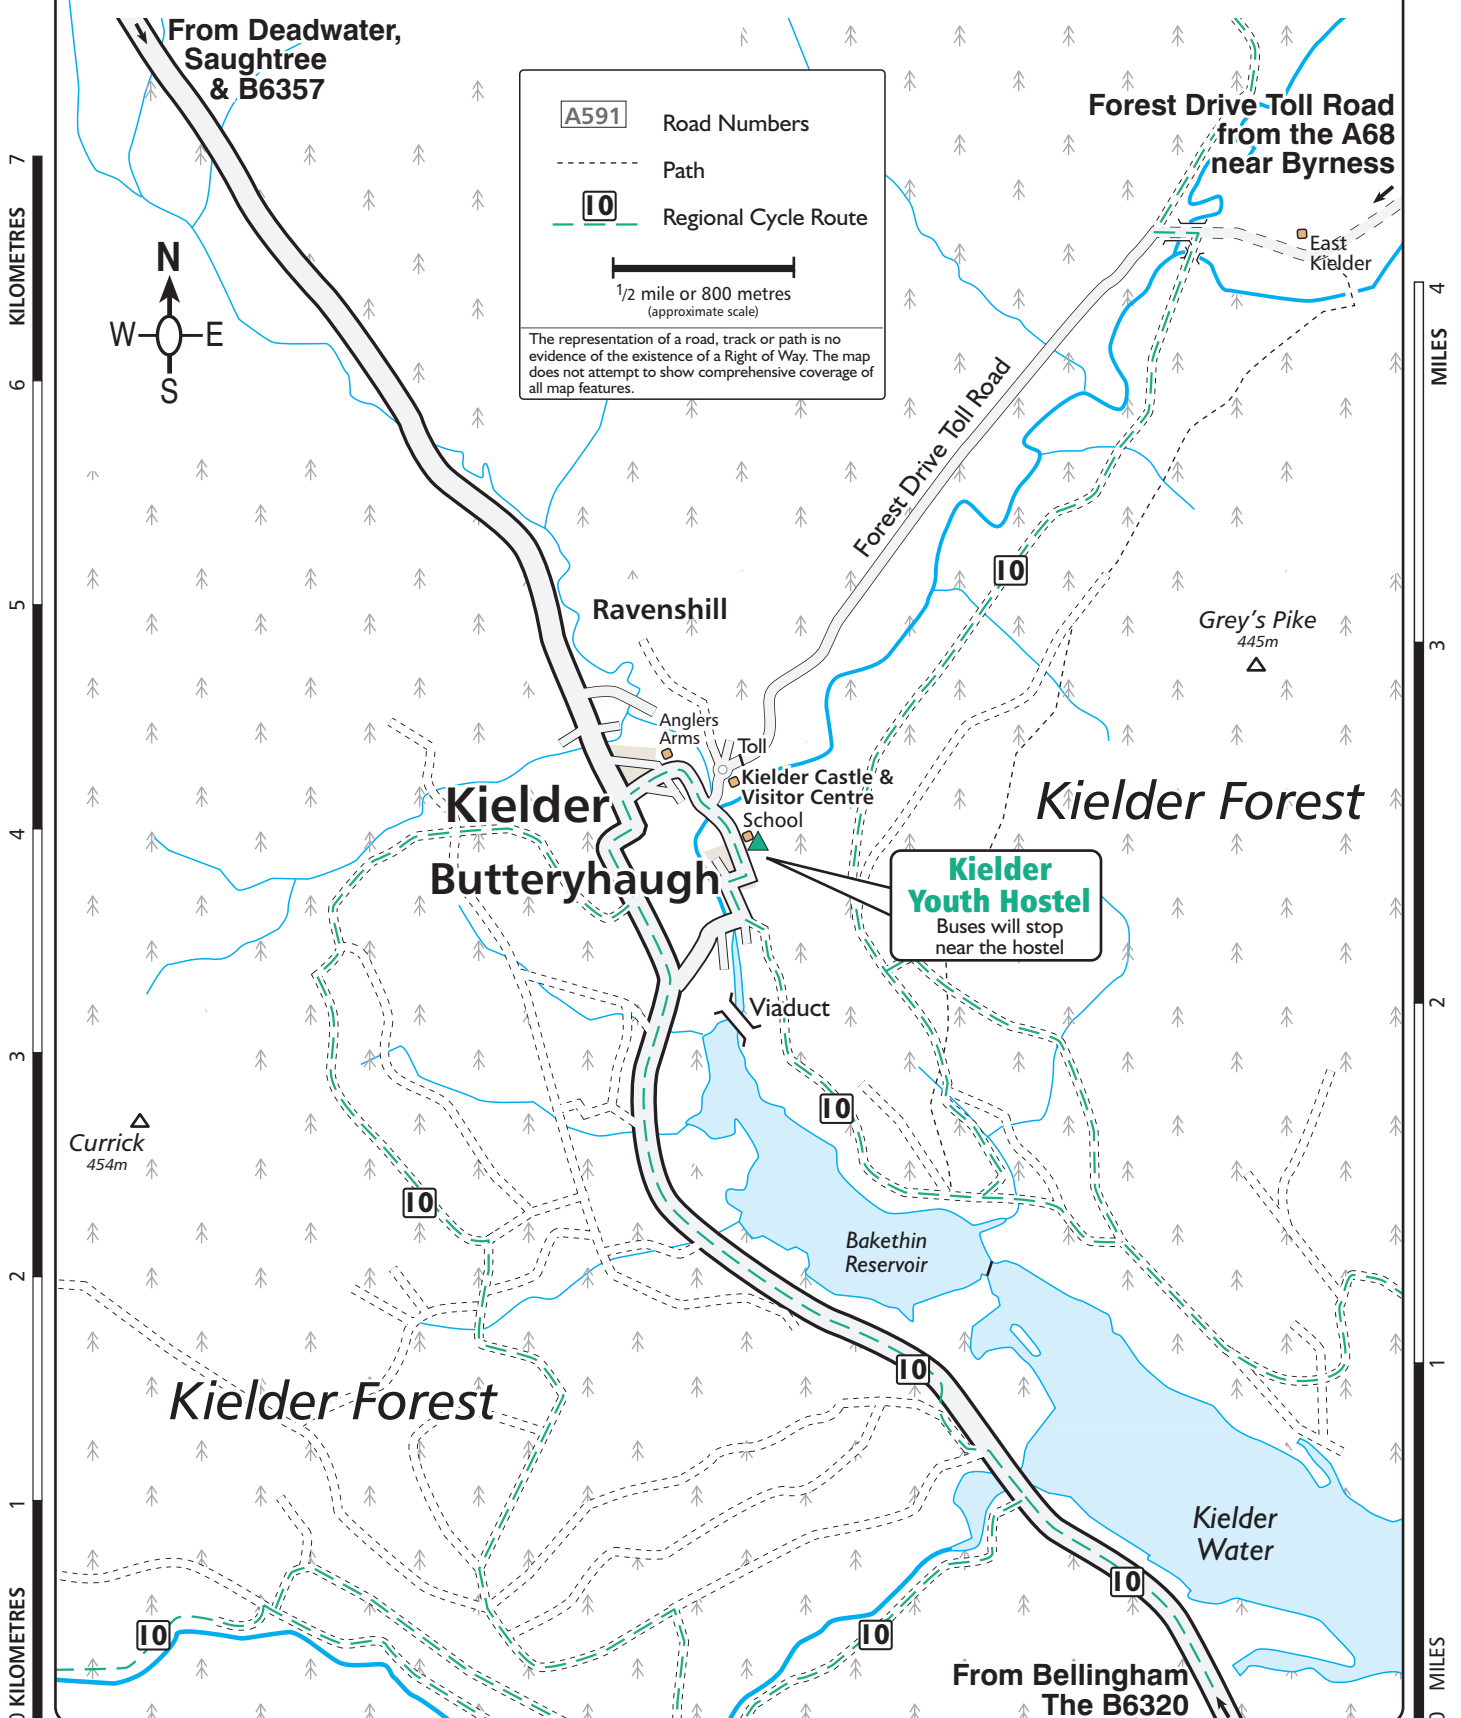 From Deadwater,
Saughtree
& B6357
A591
Road Numbers
Path
10
Regional Cycle Route
1/2 mile or 800 metres
(approximate scale)
The representation of a road, track or path is no
evidence of the existence of a Right of Way. The map
does not attempt to show comprehensive coverage of
all map features.
Forest Drive Toll Road
from the A68
near Byrness
East
Kielder
N
W
E
S
KILOMETRES
7
6
5
4
3
2
1
0 KILOMETRES
4
MILES
3
2
1
MILES
0
Forest Drive Toll Road
10
Ravenshill
Grey's Pike
445m
Anglers
Arms
Toll
Kielder Castle &
Visitor Centre
School
Kielder
Kielder Forest
Butteryhaugh
Kielder
Youth Hostel
Buses will stop
near the hostel
Viaduct
10
Currick
454m
10
Bakethin
Reservoir
10
Kielder Forest
Kielder
Water
10
10
10
From Bellingham
The B6320